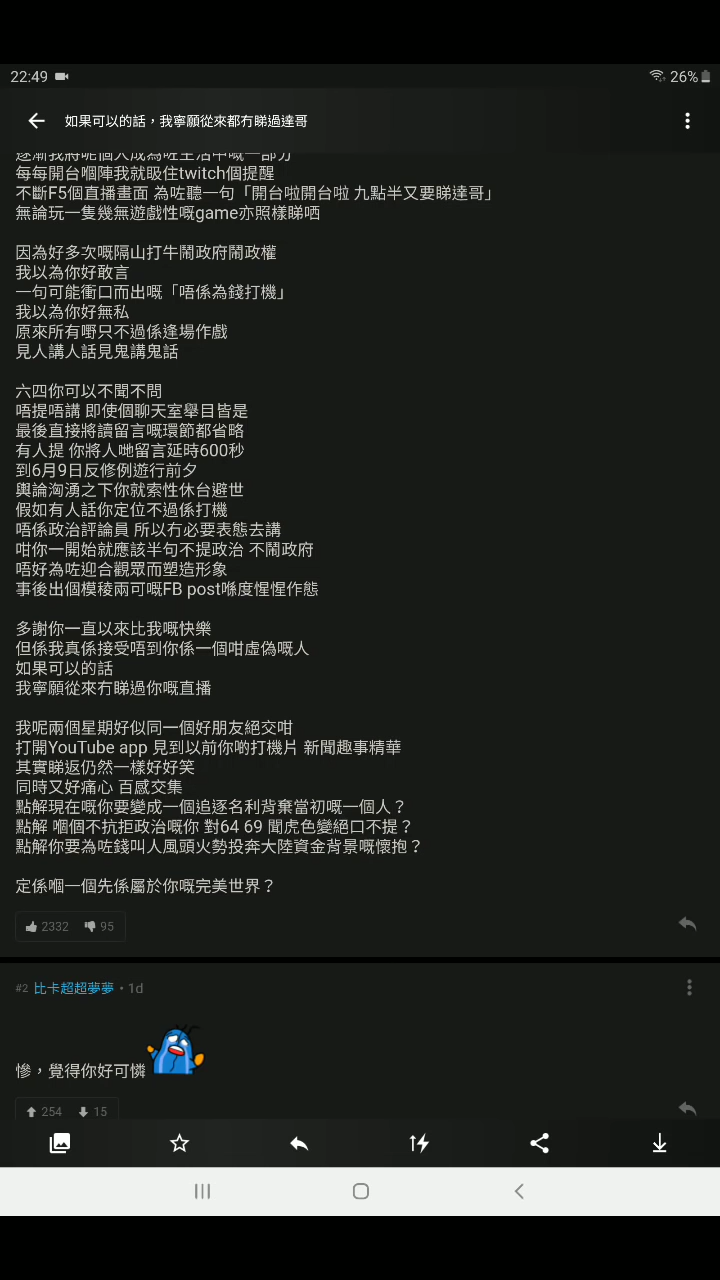 22:49
26%
如果可以的話，我寧願從來都冇睇過達哥
逐漸我將呢個人成為咗生活中嘅一部分
每每開台嗰陣我就㩒住twitch個提醒
不斷F5個直播畫面 為咗聽一句「開台啦開台啦 九點半又要睇達哥」
無論玩一隻幾無遊戲性嘅game亦照樣睇哂
因為好多次嘅隔山打牛鬧政府鬧政權
我以為你好敢言
一句可能衝口而出嘅「唔係為錢打機」
我以為你好無私
原來所有嘢只不過係逢場作戲
見人講人話見鬼講鬼話
六四你可以不聞不問
唔提唔講 即使個聊天室舉目皆是
最後直接將讀留言嘅環節都省略
有人提 你將人哋留言延時600秒
到6月9日反修例遊行前夕
輿論洶湧之下你就索性休台避世
假如有人話你定位不過係打機
唔係政治評論員 所以冇必要表態去講
咁你一開始就應該半句不提政治 不鬧政府
唔好為咗迎合觀眾而塑造形象
事後出個模稜兩可嘅FB post喺度惺惺作態
多謝你一直以來比我嘅快樂
但係我真係接受唔到你係一個咁虛偽嘅人
如果可以的話
我寧願從來冇睇過你嘅直播
我呢兩個星期好似同一個好朋友絕交咁
打開YouTube app 見到以前你啲打機片 新聞趣事精華
其實睇返仍然一樣好好笑
同時又好痛心 百感交集
點解現在嘅你要變成一個追逐名利背棄當初嘅一個人？
點解 嗰個不抗拒政治嘅你 對64 69 聞虎色變絕口不提？
點解你要為咗錢叫人風頭火勢投奔大陸資金背景嘅懷抱？
定係嗰一個先係屬於你嘅完美世界？
2332 95
#2 比卡超超夢夢 • 1d
慘，覺得你好可憐
254 15